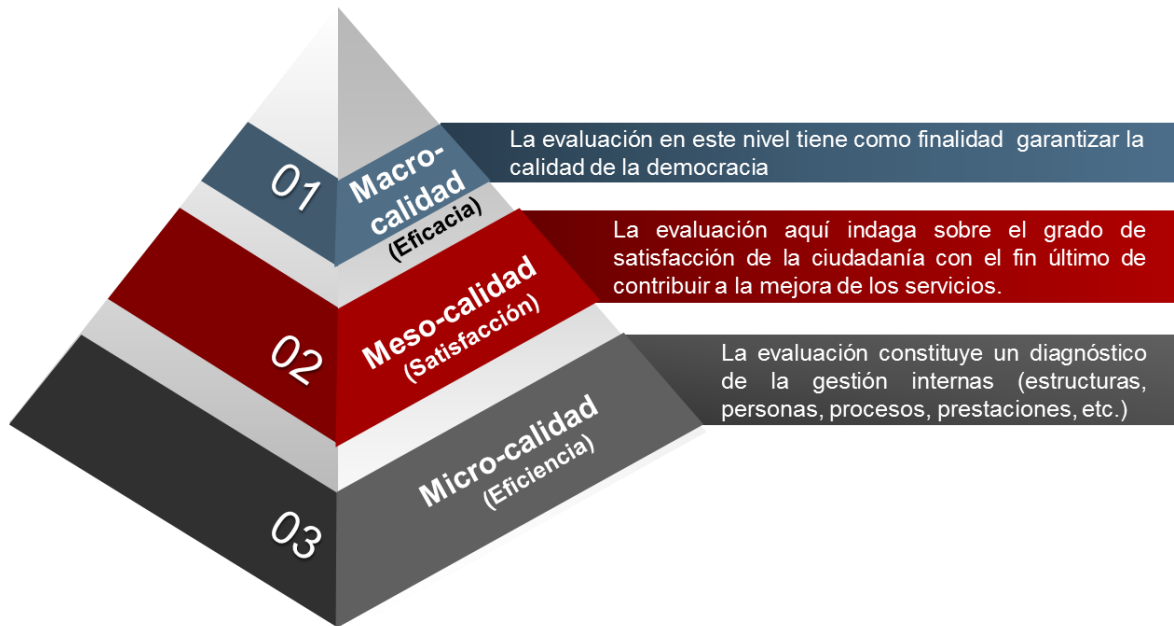 01
Macro-
calidad
(Eficacia)
La evaluación en este nivel tiene como finalidad garantizar la
calidad de la democracia
02
Meso-calidad
(Satisfacción)
La evaluación aquí indaga sobre el grado de
satisfacción de la ciudadanía con el fin último de
contribuir a la mejora de los servicios.
03
Micro-calidad
(Eficiencia)
La evaluación constituye un diagnóstico
de la gestión internas (estructuras,
personas, procesos, prestaciones, etc.)